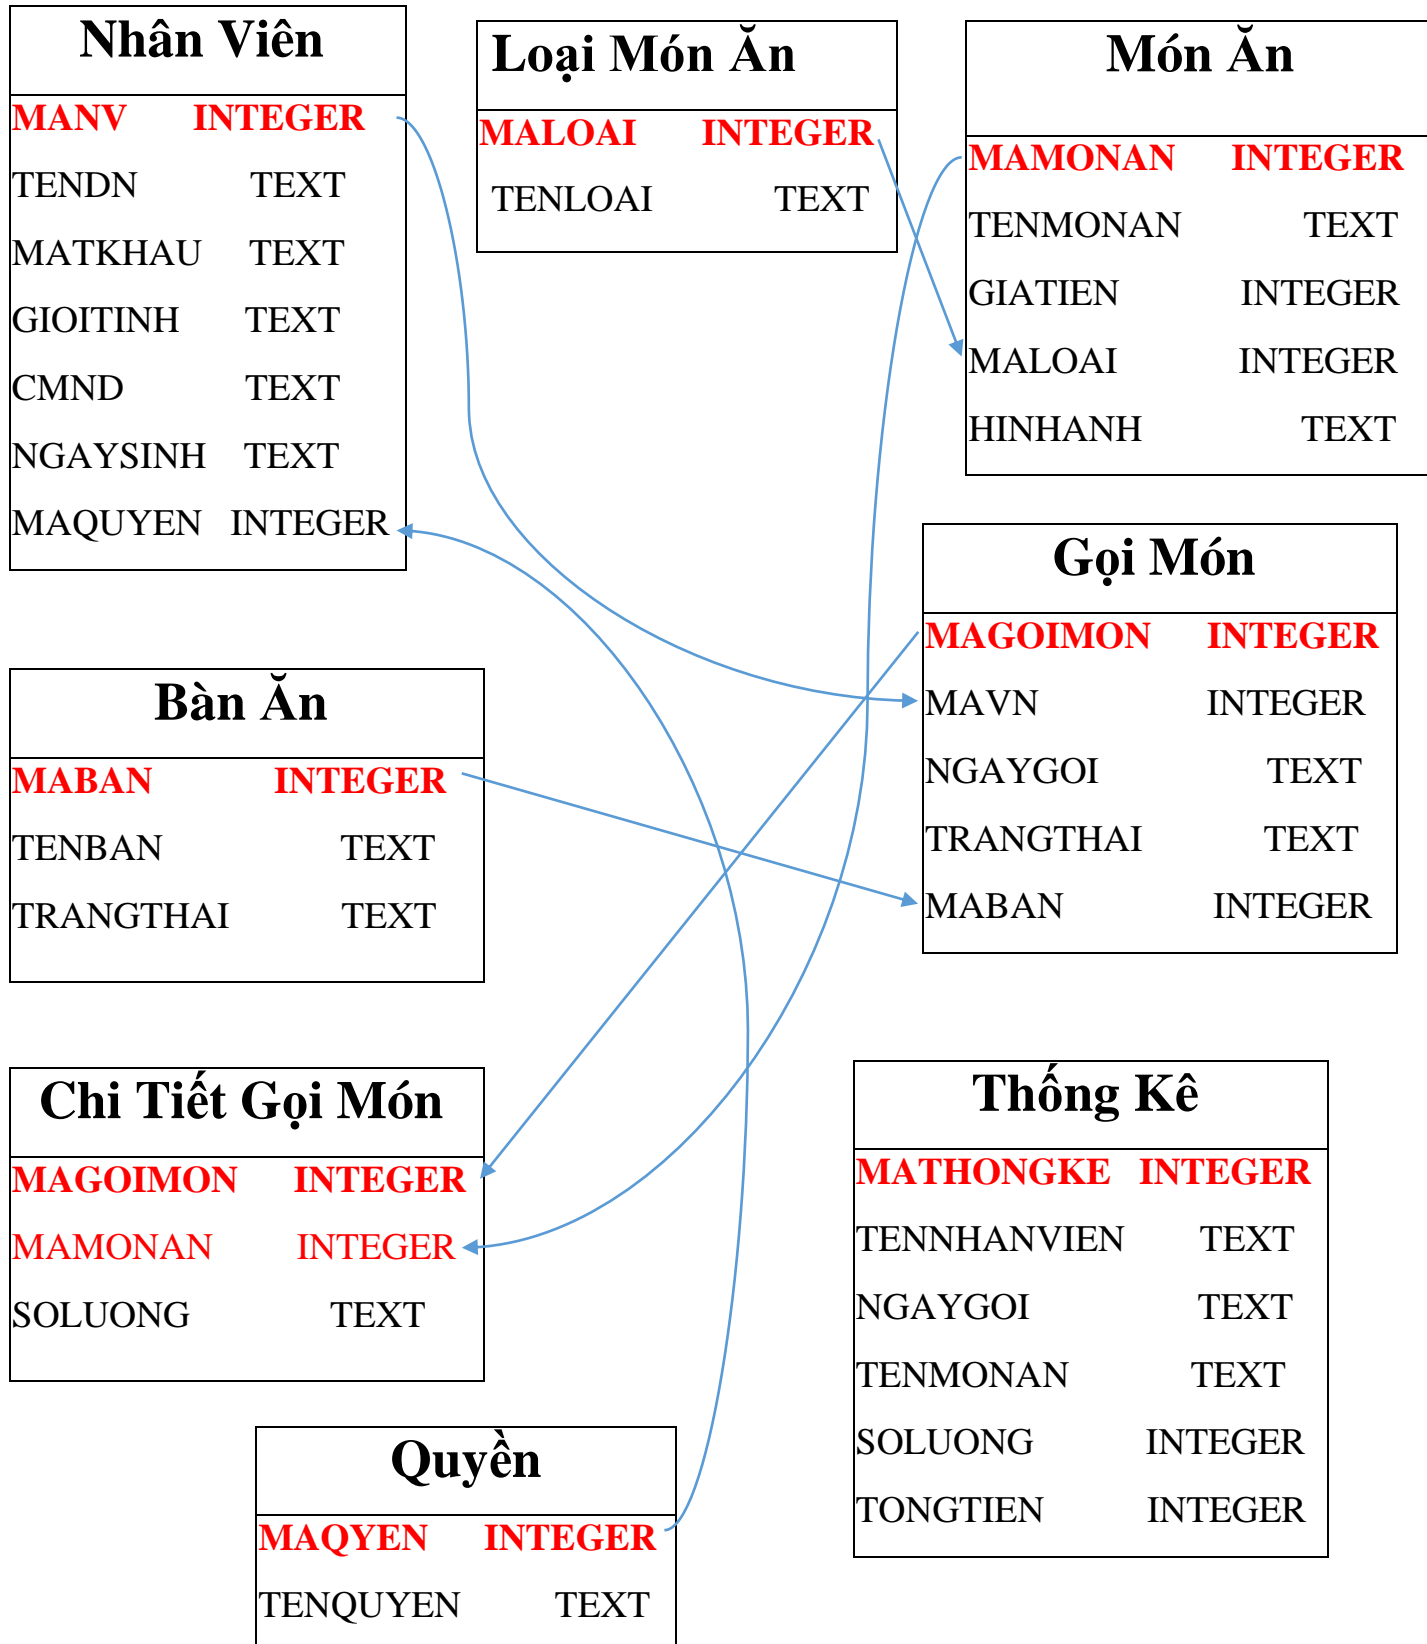 Nhân Viên
MANV INTEGER
TENDN TEXT
MATKHAU TEXT
GIOITINH TEXT
CMND TEXT
NGAYSINH TEXT
MAQUYEN INTEGER
Loại Món Ăn
MALOAI INTEGER
TENLOAI TEXT
Món Ăn
MAMONAN INTEGER
TENMONAN TEXT
GIATIEN INTEGER
MALOAI INTEGER
HINHANH TEXT
Gọi Món
MAGOIMON INTEGER
MAVN INTEGER
NGAYGOI TEXT
TRANGTHAI TEXT
MABAN INTEGER
Bàn Ăn
MABAN INTEGER
TENBAN TEXT
TRANGTHAI TEXT
Chi Tiết Gọi Món
MAGOIMON INTEGER
MAMONAN INTEGER
SOLUONG TEXT
Thống Kê
MATHONGKE INTEGER
TENNHANVIEN TEXT
NGAYGOI TEXT
TENMONAN TEXT
SOLUONG INTEGER
TONGTIEN INTEGER
Quyền
MAQYEN INTEGER
TENQUYEN TEXT